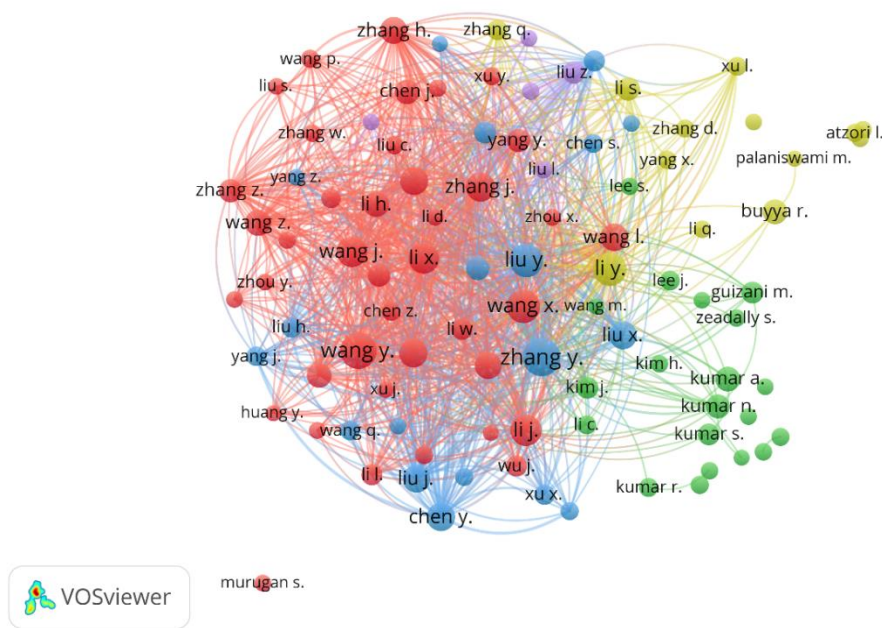 zhang h.
zhang q.
wang p.
xu l.
liu z.
xu y.
liu s.
chen j.
li s.
zhang w.
zhang d.
atzori l.
liu c.
yang y.
chen s.
palaniswami m.
yang x.
liu l.
yang z.
lee s.
zhang z.
zhang j.
li h.
buyya r.
li d.
zhou x.
wang z.
li q.
wang l.
wang j.
li x.
liu y.
li y.
zhou y.
lee j.
guizani m.
chen z.
wang x.
wang m.
zeadally s.
liu h.
li w.
liu x.
wang y.
zhang y.
yang j.
kim h.
kumar a.
xu j.
kim j.
kumar n.
huang y.
li c.
wang q.
li j.
kumar s.
wu j.
li l.
liu j.
kumar r.
xu x.
chen y.
murugan s.
VOSviewer